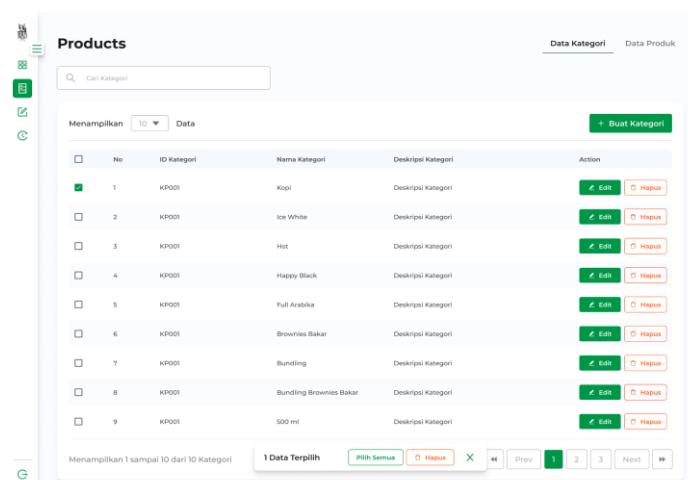 Products
Data Kategori Data Produk
Cari Kategori
Menampilkan 10 Data
+ Buat Kategori
No ID Kategori Nama Kategori Deskripsi Kategori Action
1 KP001 Kopi Deskripsi Kategori Edit Hapus
2 KP001 Ice White Deskripsi Kategori Edit Hapus
3 KP001 Hot Deskripsi Kategori Edit Hapus
4 KP001 Happy Black Deskripsi Kategori Edit Hapus
5 KP001 Full Arabika Deskripsi Kategori Edit Hapus
6 KP001 Brownies Bakar Deskripsi Kategori Edit Hapus
7 KP001 Bundling Deskripsi Kategori Edit Hapus
8 KP001 Bundling Brownies Bakar Deskripsi Kategori Edit Hapus
9 KP001 500 ml Deskripsi Kategori Edit Hapus
Menampilkan 1 sampai 10 dari 10 Kategori
1 Data Terpilih Pilih Semua Hapus X
Prev 1 2 3 Next